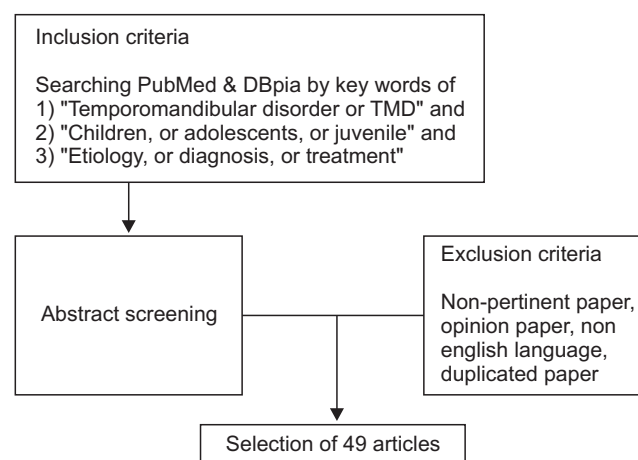 Inclusion criteria
Searching PubMed & DBpia by key words of
1) "Temporomandibular disorder or TMD" and
2) "Children, or adolescents, or juvenile" and
3) "Etiology, or diagnosis, or treatment"
Abstract screening
Exclusion criteria
Non-pertinent paper,
opinion paper, non
english language,
duplicated paper
Selection of 49 articles